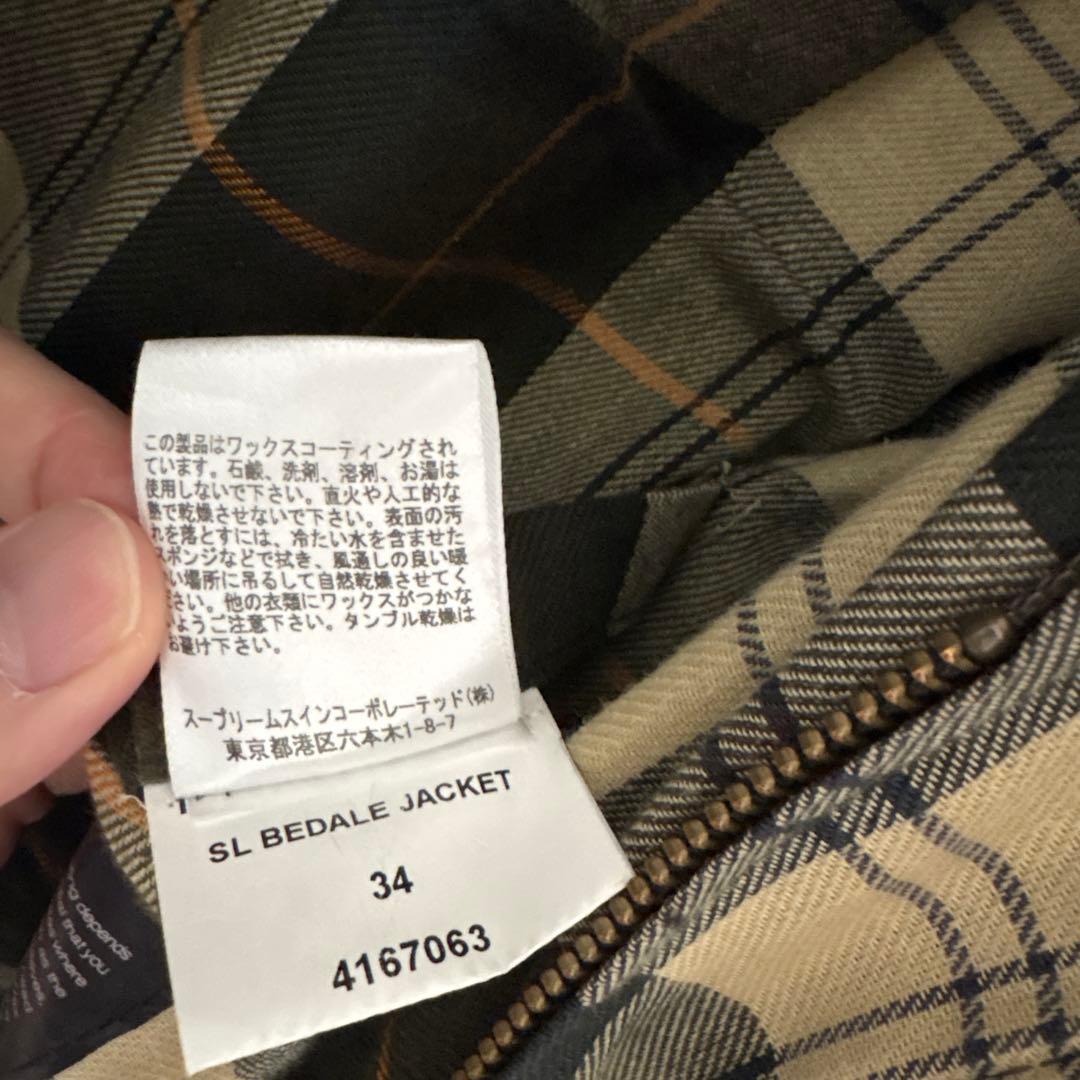 この製品はワックスコーティングされ
ています。石鹸、洗剤、溶剤、お湯は
使用しないで下さい。直火や人工的な
熱で乾燥させないで下さい。表面の汚
れを落とすには、冷たい水を含ませた
スポンジなどで拭き、風通しの良い暖
い場所に吊るして自然乾燥させてく
ださい。他の衣類にワックスがつかな
いようご注意下さい。タンブル乾燥は
お避け下さい。
スープリームスインコーポレーテッド(株)
東京都港区六本木1-8-7
SL BEDALE JACKET
34
4167063
depends
that you
where
the